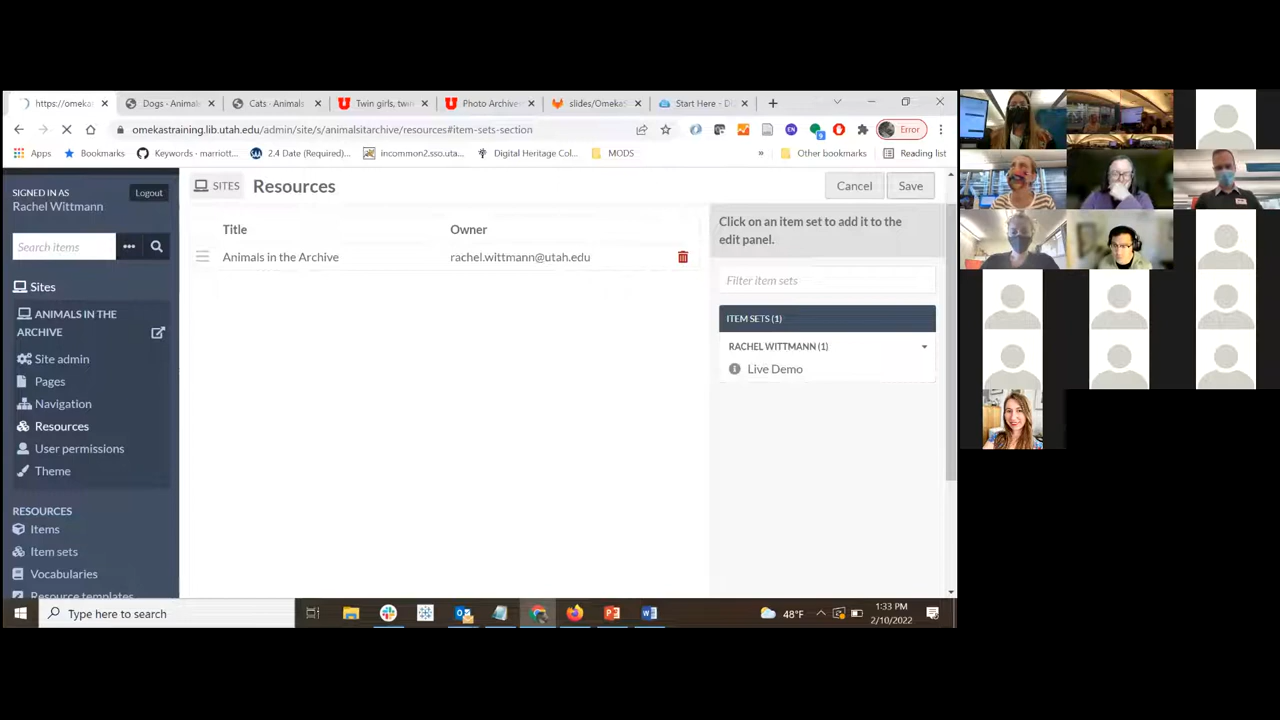 https://omekas
Dogs - Animals
Cats - Animals
Twin girls, twin
Photo Archive
slides/OmekaS
Start Here - D
omekastraining.lib.utah.edu/admin/site/s/animalsitarchive/resources#item-sets-section
Error
Apps
Bookmarks
Keywords - marriott...
2.4 Date (Required)...
incommon2.sso.uta...
Digital Heritage Col...
MODS
»
Other bookmarks
Reading list
SIGNED IN AS
Rachel Wittmann
Logout
SITES
Resources
Cancel
Save
Search items
Title
Owner
Click on an item set to add it to the
edit panel.
Animals in the Archive
rachel.wittmann@utah.edu
Filter item sets
Sites
ANIMALS IN THE
ARCHIVE
ITEM SETS (1)
RACHEL WITTMANN (1)
Live Demo
Site admin
Pages
Navigation
Resources
User permissions
Theme
RESOURCES
Items
Item sets
Vocabularies
Resource templates
Type here to search
48°F
1:33 PM
2/10/2022